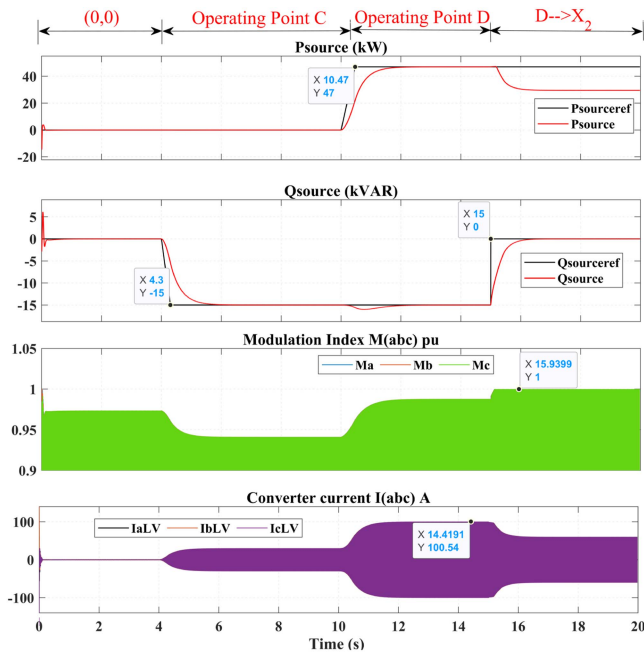 (0,0) Operating Point C Operating Point D D-->X2
Psource (kW)
40
20
0
-20
X 10.47
Y 47
Psourceref
Psource
Qsource (kVAR)
5
0
-5
-10
-15
X 4.3
Y -15
X 15
Y 0
Qsourceref
Qsource
Modulation Index M(abc) pu
1.05
1
0.95
0.9
Ma Mb Mc
X 15.9399
Y 1
Converter current I(abc) A
100
0
-100
IaLV IbLV IcLV
X 14.4191
Y 100.54
0 2 4 6 8 10 12 14 16 18 20
Time (s)